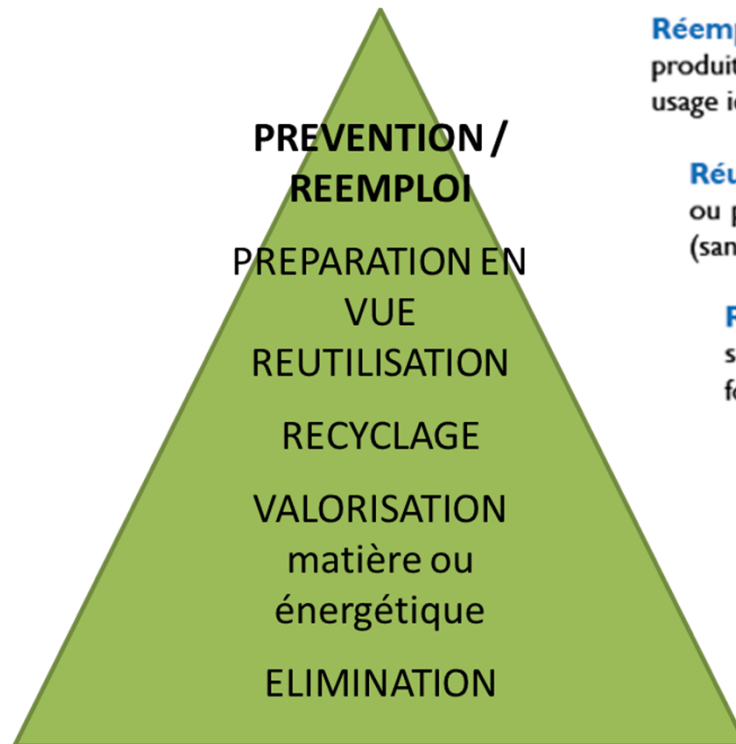 PREVENTION /
REEMPLOI
PREPARATION EN
VUE
REUTILISATION
RECYCLAGE
VALORISATION
matière ou
énergétique
ELIMINATION
produit
usage
ou